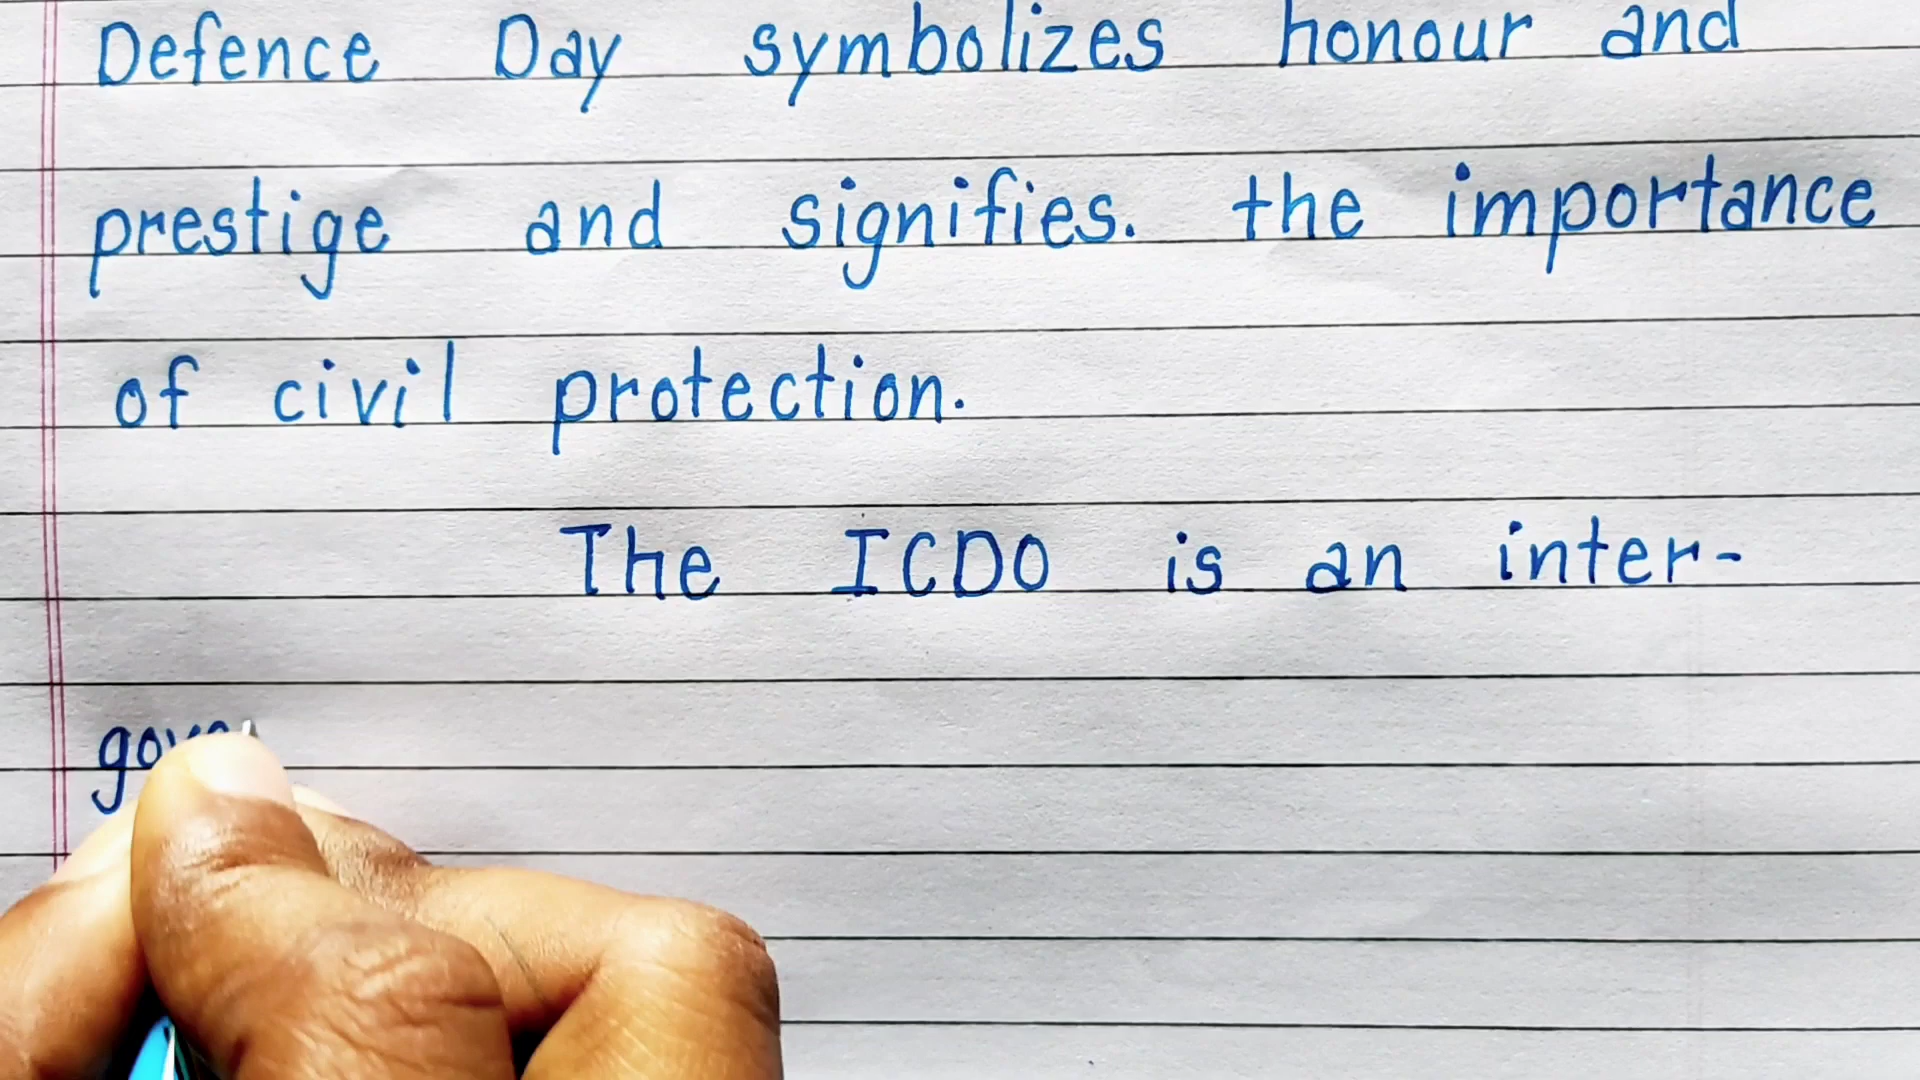 Defence Day symbolizes honour and
prestige and signifies. the importance
of civil protection.
The ICDO is an inter-